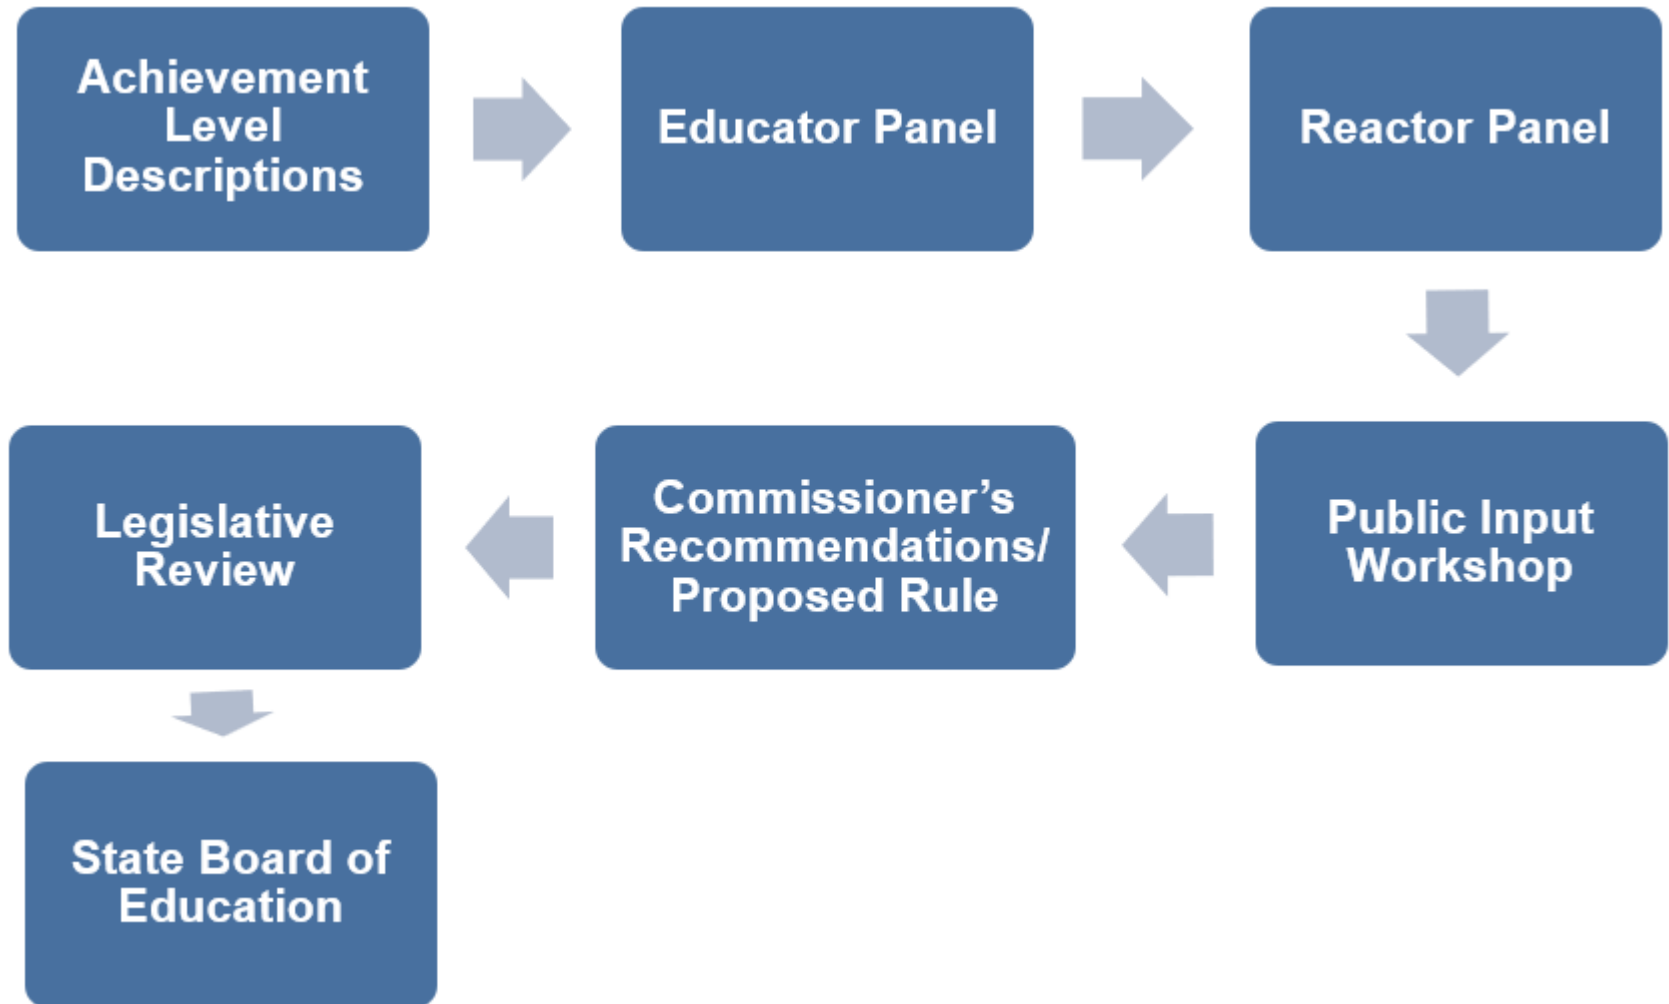 Achievement
Level
Descriptions
Educator Panel
Reactor Panel
Public Input
Workshop
Commissioner’s
Recommendations/
Proposed Rule
Legislative
Review
State Board of
Education